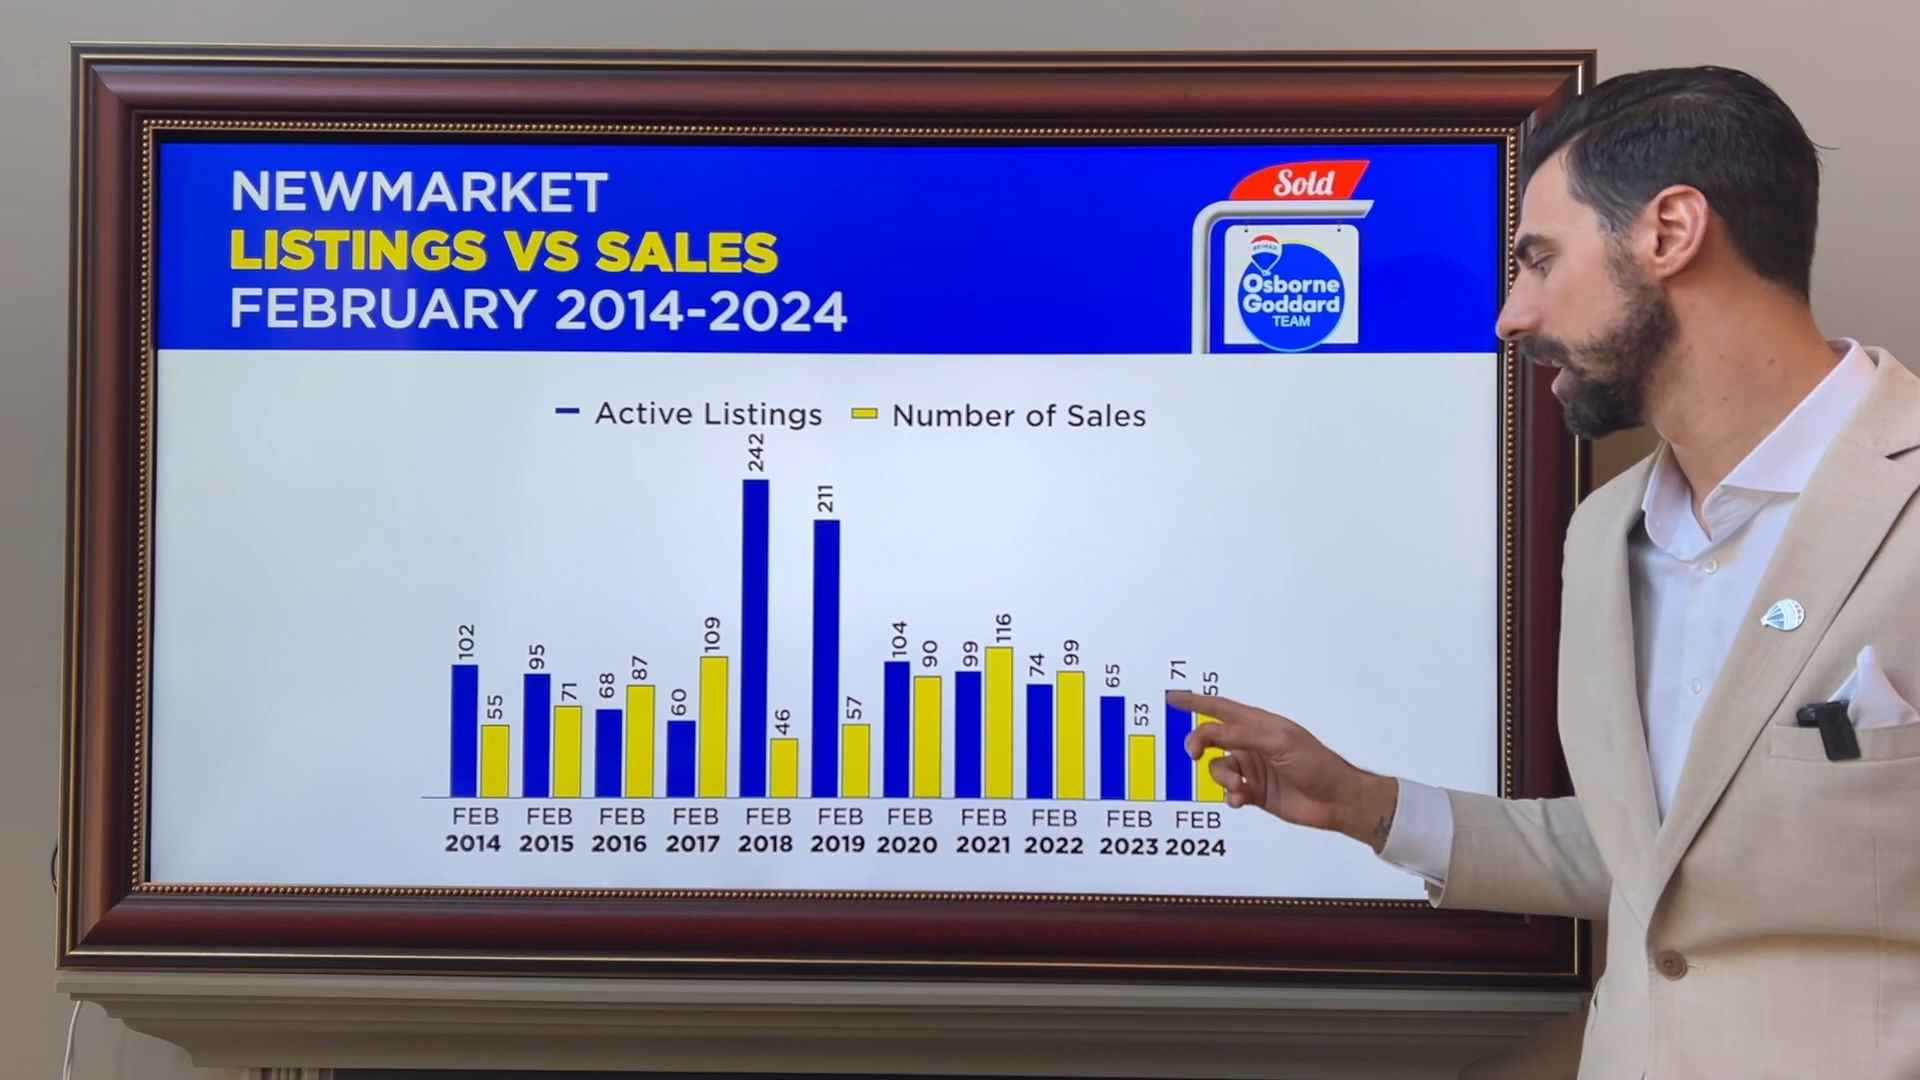 NEWMARKET
LISTINGS VS SALES
FEBRUARY 2014-2024
Sold
RE/MAX
Osborne
Goddard
TEAM
Active Listings Number of Sales
102 55 95 71 68 87 60 109 242 46 211 57 104 90 99 116 74 99 65 53 71 55
FEB FEB FEB FEB FEB FEB FEB FEB FEB FEB FEB
2014 2015 2016 2017 2018 2019 2020 2021 2022 2023 2024